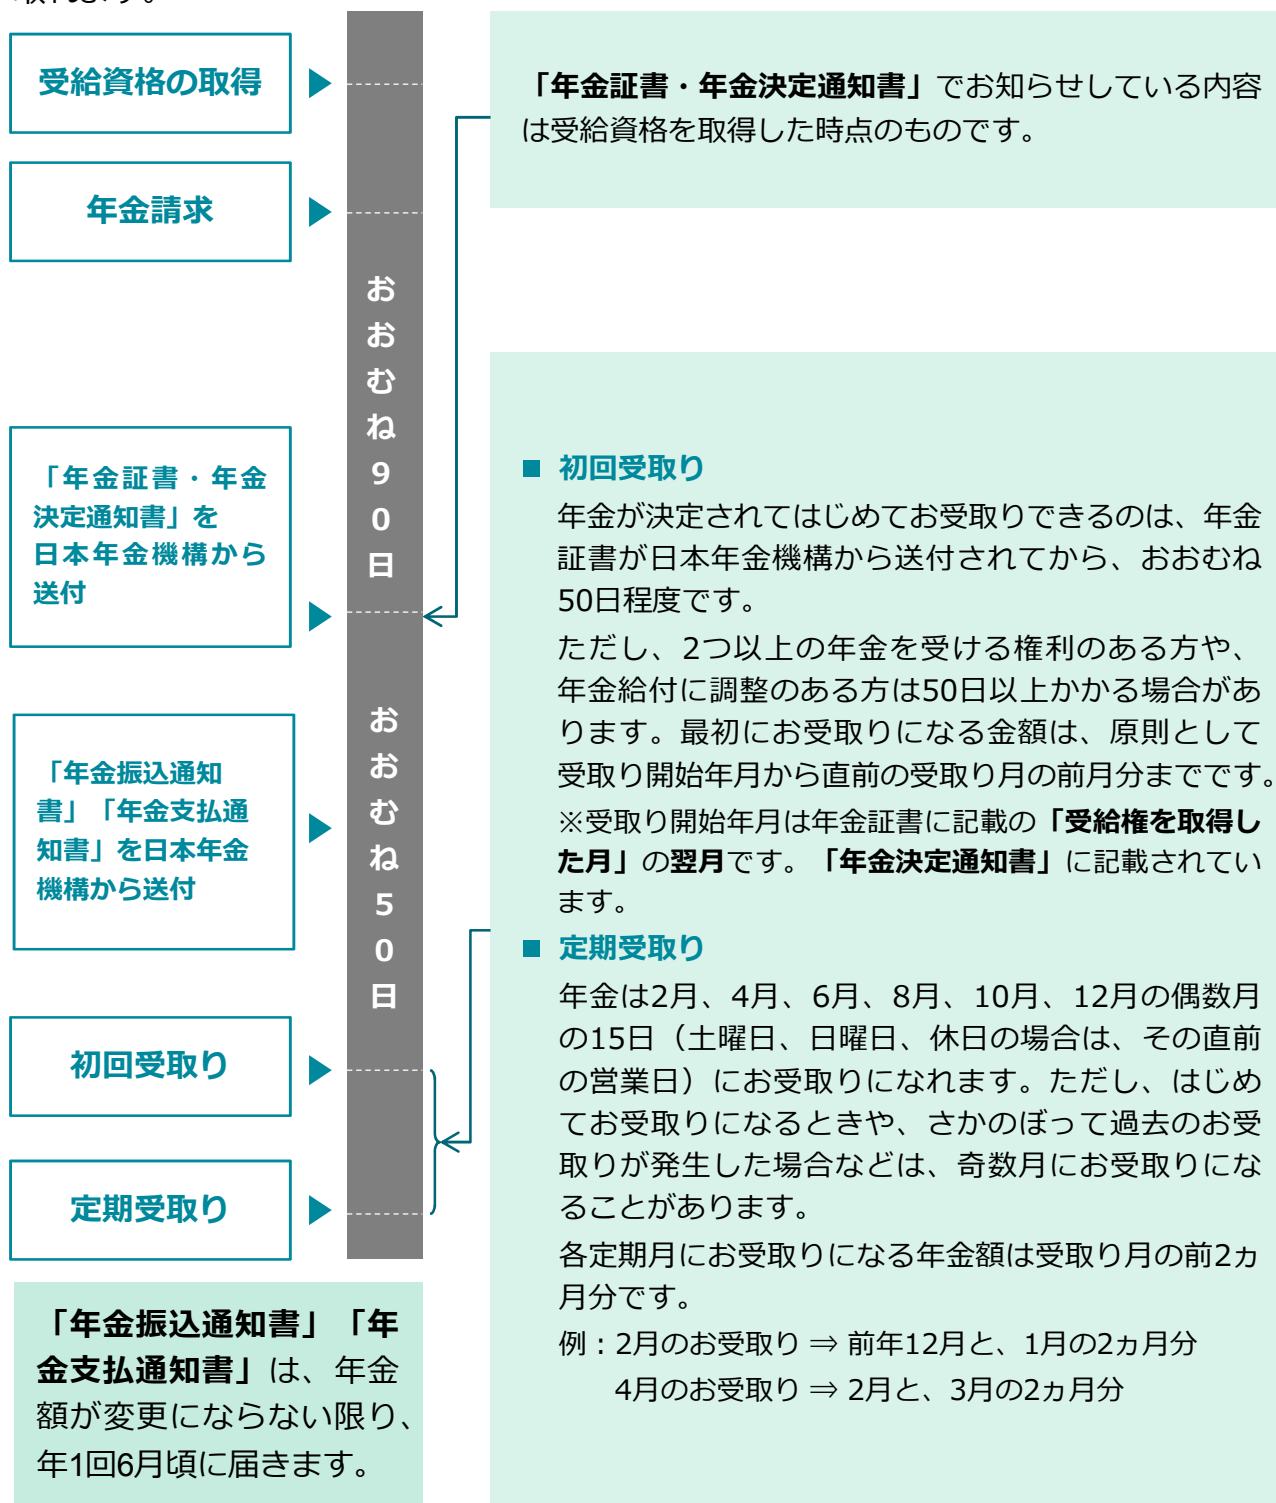 受給資格の取得
年金請求
おおむね90日
「年金証書・年金
決定通知書」を
日本年金機構から
送付
おおむね50日
「年金振込通知
書」「年金支払通
知書」を日本年金
機構から送付
初回受取り
定期受取り
「年金振込通知書」「年
金支払通知書」は、年金
額が変更にならない限り、
年1回6月頃に届きます。
「年金証書・年金決定通知書」でお知らせしている内容
は受給資格を取得した時点のものです。
■ 初回受取り
年金が決定されてはじめてお受取りできるのは、年金
証書が日本年金機構から送付されてから、おおむね
50日程度です。
ただし、2つ以上の年金を受ける権利のある方や、
年金給付に調整のある方は50日以上かかる場合があ
ります。最初にお受取りになる金額は、原則として
受取り開始年月から直前の受取り月の前月分までです。
※受取り開始年月は年金証書に記載の「受給権を取得し
た月」の翌月です。「年金決定通知書」に記載されてい
ます。
■ 定期受取り
年金は2月、4月、6月、8月、10月、12月の偶数月
の15日（土曜日、日曜日、休日の場合は、その直前
の営業日）にお受取りになれます。ただし、はじめ
てお受取りになるときや、さかのぼって過去のお受
取りが発生した場合などは、奇数月にお受取りにな
ることがあります。
各定期月にお受取りになる年金額は受取り月の前2ヵ
月分です。
例：2月のお受取り ⇒ 前年12月と、1月の2ヵ月分
4月のお受取り ⇒ 2月と、3月の2ヵ月分